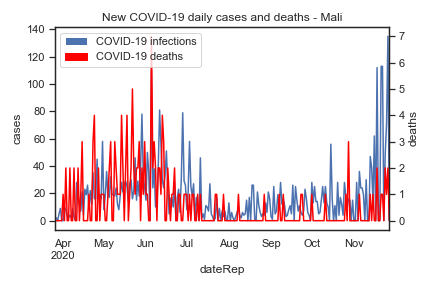 New COVID-19 daily cases and deaths - Mali
COVID-19 infections
COVID-19 deaths
cases
140
120
100
80
60
40
20
0
deaths
7
6
5
4
3
2
1
0
Apr May Jun Jul Aug Sep Oct Nov
2020
dateRep